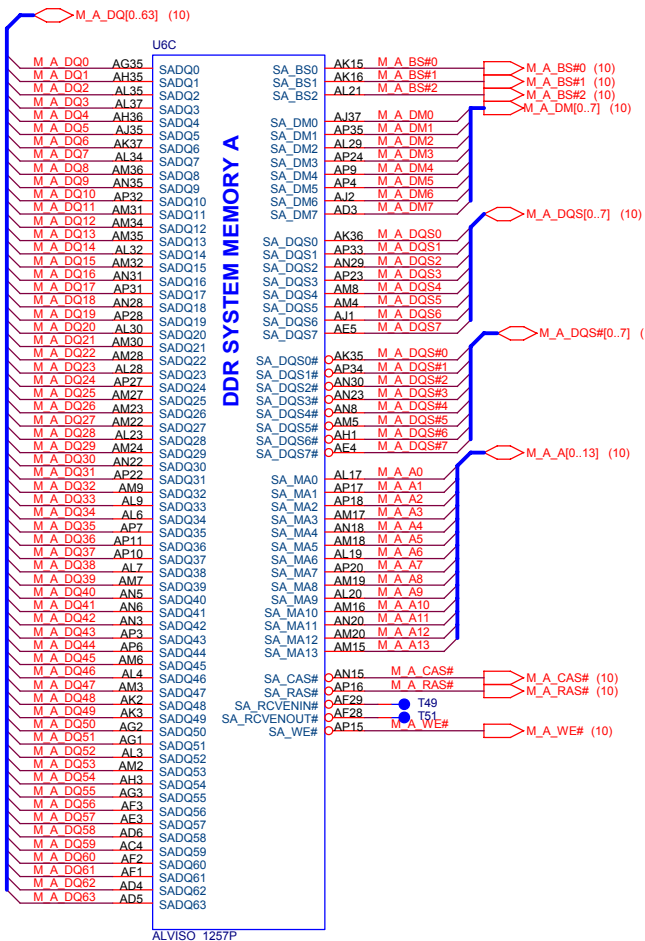 M_A_DQ[0..63] (10)
U6C
M_A_DQ0 AG35 SADQ0
M_A_DQ1 AH35 SADQ1
M_A_DQ2 AL35 SADQ2
M_A_DQ3 AL37 SADQ3
M_A_DQ4 AH36 SADQ4
M_A_DQ5 AJ35 SADQ5
M_A_DQ6 AK37 SADQ6
M_A_DQ7 AL34 SADQ7
M_A_DQ8 AM36 SADQ8
M_A_DQ9 AN35 SADQ9
M_A_DQ10 AP32 SADQ10
M_A_DQ11 AM31 SADQ11
M_A_DQ12 AM34 SADQ12
M_A_DQ13 AM35 SADQ13
M_A_DQ14 AL32 SADQ14
M_A_DQ15 AM32 SADQ15
M_A_DQ16 AN31 SADQ16
M_A_DQ17 AP31 SADQ17
M_A_DQ18 AN28 SADQ18
M_A_DQ19 AP28 SADQ19
M_A_DQ20 AL30 SADQ20
M_A_DQ21 AM30 SADQ21
M_A_DQ22 AM28 SADQ22
M_A_DQ23 AL28 SADQ23
M_A_DQ24 AP27 SADQ24
M_A_DQ25 AM27 SADQ25
M_A_DQ26 AM23 SADQ26
M_A_DQ27 AM22 SADQ27
M_A_DQ28 AL23 SADQ28
M_A_DQ29 AM24 SADQ29
M_A_DQ30 AN22 SADQ30
M_A_DQ31 AP22 SADQ31
M_A_DQ32 AM9 SADQ32
M_A_DQ33 AL9 SADQ33
M_A_DQ34 AL6 SADQ34
M_A_DQ35 AP7 SADQ35
M_A_DQ36 AP11 SADQ36
M_A_DQ37 AP10 SADQ37
M_A_DQ38 AL7 SADQ38
M_A_DQ39 AM7 SADQ39
M_A_DQ40 AN5 SADQ40
M_A_DQ41 AN6 SADQ41
M_A_DQ42 AN3 SADQ42
M_A_DQ43 AP3 SADQ43
M_A_DQ44 AP6 SADQ44
M_A_DQ45 AM6 SADQ45
M_A_DQ46 AL4 SADQ46
M_A_DQ47 AM3 SADQ47
M_A_DQ48 AK2 SADQ48
M_A_DQ49 AK3 SADQ49
M_A_DQ50 AG2 SADQ50
M_A_DQ51 AG1 SADQ51
M_A_DQ52 AL3 SADQ52
M_A_DQ53 AM2 SADQ53
M_A_DQ54 AH3 SADQ54
M_A_DQ55 AG3 SADQ55
M_A_DQ56 AF3 SADQ56
M_A_DQ57 AE3 SADQ57
M_A_DQ58 AD6 SADQ58
M_A_DQ59 AC4 SADQ59
M_A_DQ60 AF2 SADQ60
M_A_DQ61 AF1 SADQ61
M_A_DQ62 AD4 SADQ62
M_A_DQ63 AD5 SADQ63
DDR SYSTEM MEMORY A
SA_BS0 AK15 M_A_BS#0 M_A_BS#0 (10)
SA_BS1 AK16 M_A_BS#1 M_A_BS#1 (10)
SA_BS2 AL21 M_A_BS#2 M_A_BS#2 (10)
M_A_DM[0..7] (10)
SA_DM0 AJ37 M_A_DM0
SA_DM1 AP35 M_A_DM1
SA_DM2 AL29 M_A_DM2
SA_DM3 AP24 M_A_DM3
SA_DM4 AP9 M_A_DM4
SA_DM5 AP4 M_A_DM5
SA_DM6 AJ2 M_A_DM6
SA_DM7 AD3 M_A_DM7
M_A_DQS[0..7] (10)
SA_DQS0 AK36 M_A_DQS0
SA_DQS1 AP33 M_A_DQS1
SA_DQS2 AN29 M_A_DQS2
SA_DQS3 AP23 M_A_DQS3
SA_DQS4 AM8 M_A_DQS4
SA_DQS5 AM4 M_A_DQS5
SA_DQS6 AJ1 M_A_DQS6
SA_DQS7 AE5 M_A_DQS7
M_A_DQS#[0..7] (
SA_DQS0# AK35 M_A_DQS#0
SA_DQS1# AP34 M_A_DQS#1
SA_DQS2# AN30 M_A_DQS#2
SA_DQS3# AN23 M_A_DQS#3
SA_DQS4# AN8 M_A_DQS#4
SA_DQS5# AM5 M_A_DQS#5
SA_DQS6# AH1 M_A_DQS#6
SA_DQS7# AE4 M_A_DQS#7
M_A_A[0..13] (10)
SA_MA0 AL17 M_A_A0
SA_MA1 AP17 M_A_A1
SA_MA2 AP18 M_A_A2
SA_MA3 AM17 M_A_A3
SA_MA4 AN18 M_A_A4
SA_MA5 AM18 M_A_A5
SA_MA6 AL19 M_A_A6
SA_MA7 AP20 M_A_A7
SA_MA8 AM19 M_A_A8
SA_MA9 AL20 M_A_A9
SA_MA10 AM16 M_A_A10
SA_MA11 AN20 M_A_A11
SA_MA12 AM20 M_A_A12
SA_MA13 AM15 M_A_A13
SA_CAS# AN15 M_A_CAS# M_A_CAS# (10)
SA_RAS# AP16 M_A_RAS# M_A_RAS# (10)
SA_RCVENIN# AF29 T49
SA_RCVENOUT# AF28 T51
SA_WE# AP15 M_A_WE# M_A_WE# (10)
ALVISO_1257P